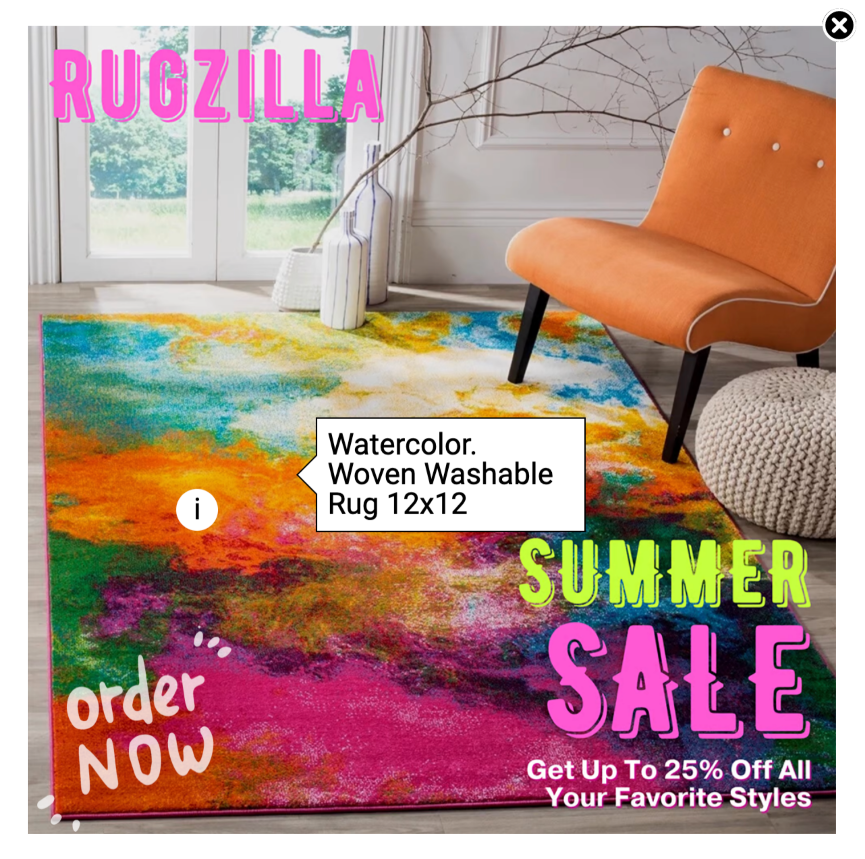 RUGZILLA
Watercolor.
Woven Washable
Rug 12x12
i
SUMMER
SALE
order
NOW
Get Up To 25% Off All
Your Favorite Styles